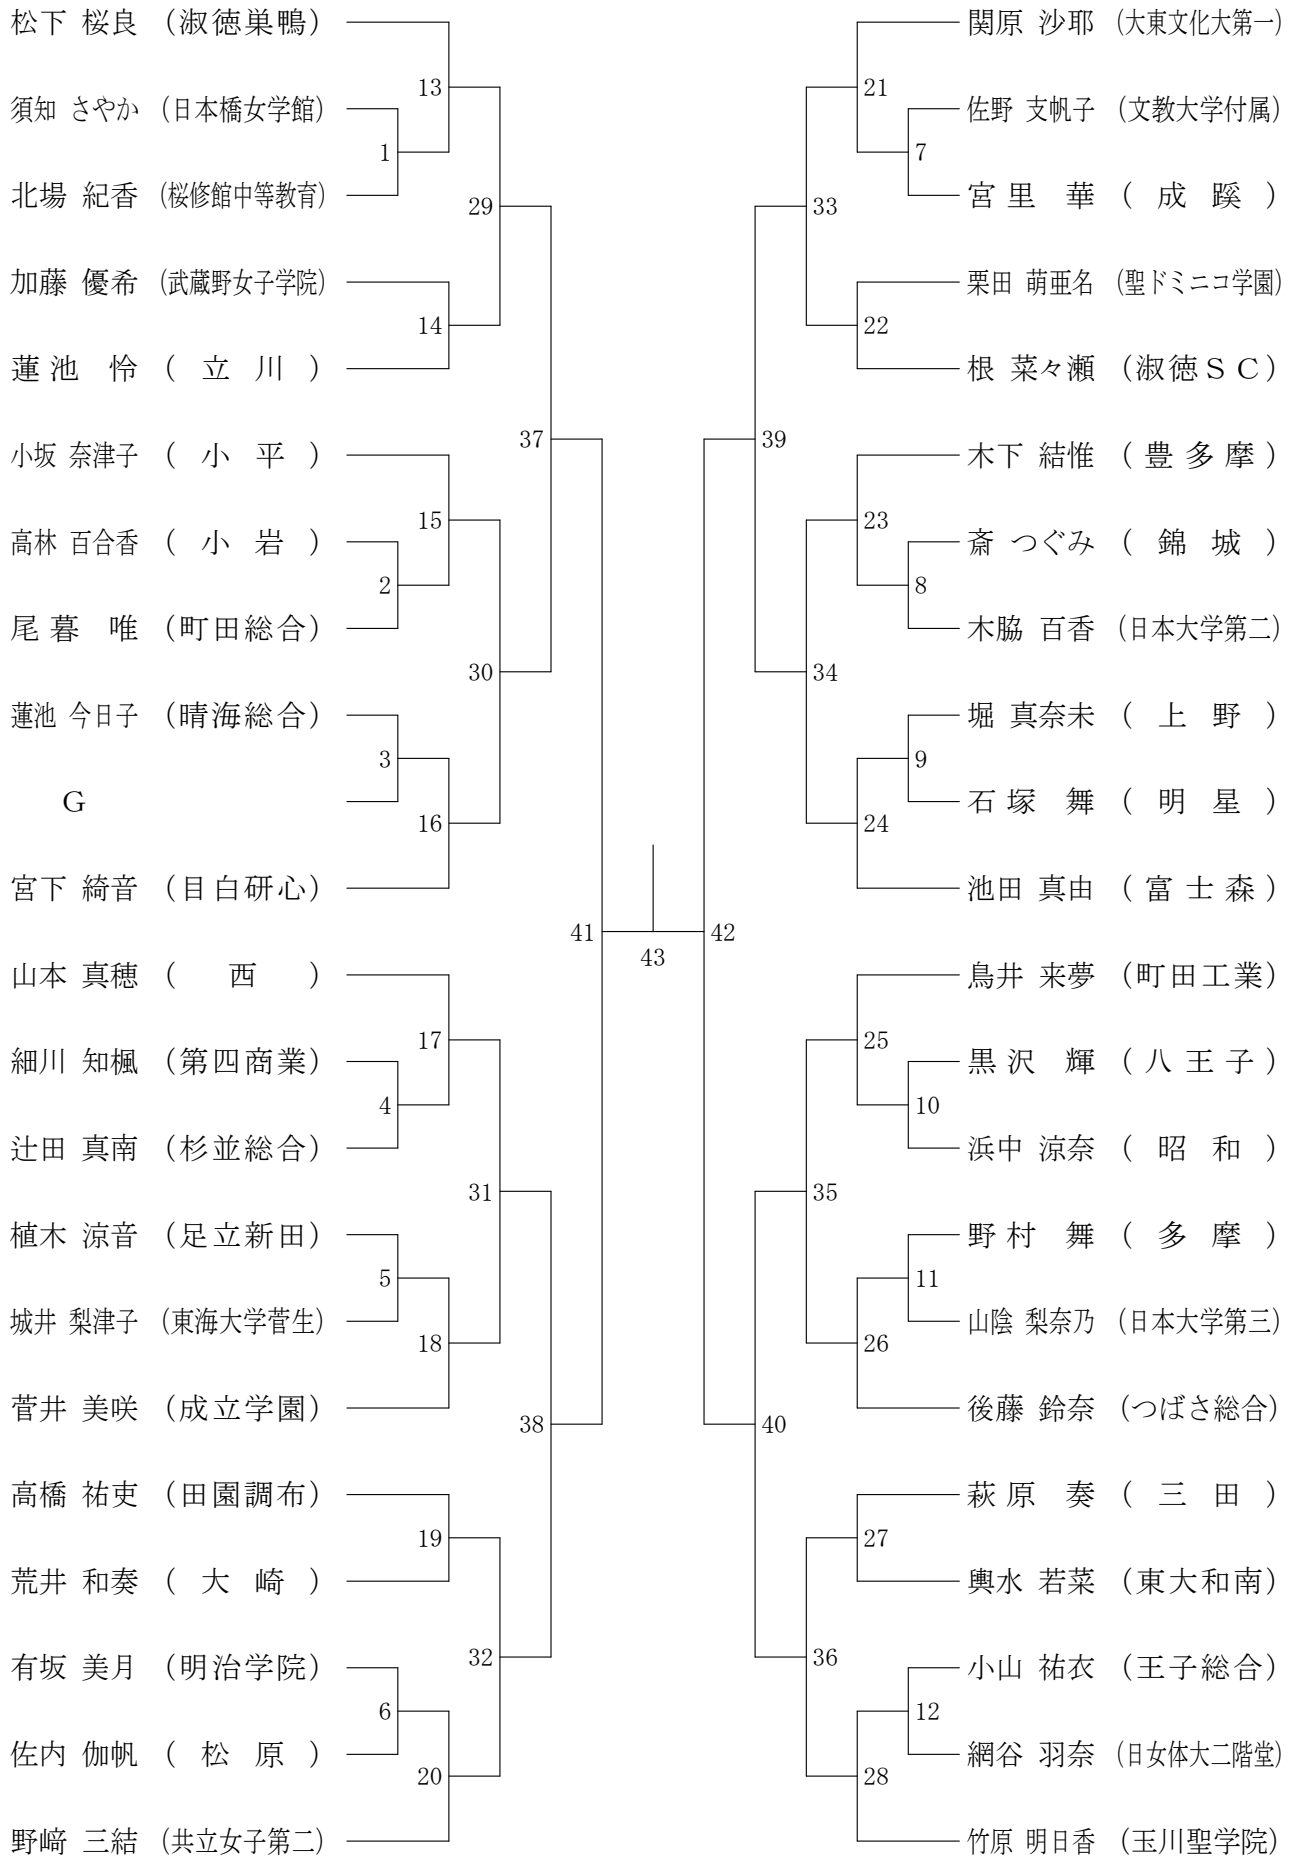 松下 桜良 (淑徳巣鴨)
13
須知 さやか (日本橋女学館)
1
北場 紀香 (桜修館中等教育)
29
加藤 優希 (武蔵野女子学院)
14
蓮池 怜 (立川)
37
小坂 奈津子 (小平)
15
高林 百合香 (小岩)
2
尾暮 唯 (町田総合)
30
蓮池 今日子 (晴海総合)
3
G
16
宮下 綺音 (目白研心)
41
山本 真穂 (西)
17
細川 知楓 (第四商業)
4
辻田 真南 (杉並総合)
31
植木 涼音 (足立新田)
5
城井 梨津子 (東海大学菅生)
18
菅井 美咲 (成立学園)
38
高橋 祐吏 (田園調布)
19
荒井 和奏 (大崎)
32
有坂 美月 (明治学院)
6
佐内 伽帆 (松原)
20
野﨑 三結 (共立女子第二)
43
関原 沙耶 (大東文化大第一)
21
佐野 支帆子 (文教大学付属)
7
宮里 華 (成蹊)
33
栗田 萌亜名 (聖ドミニコ学園)
22
根 菜々瀬 (淑徳SC)
39
木下 結惟 (豊多摩)
23
斎 つぐみ (錦城)
8
木脇 百香 (日本大学第二)
34
堀 真奈未 (上野)
9
石塚 舞 (明星)
24
池田 真由 (富士森)
42
鳥井 来夢 (町田工業)
25
黒沢 輝 (八王子)
10
浜中 涼奈 (昭和)
35
野村 舞 (多摩)
11
山陰 梨奈乃 (日本大学第三)
26
後藤 鈴奈 (つばさ総合)
40
萩原 奏 (三田)
27
輿水 若菜 (東大和南)
36
小山 祐衣 (王子総合)
12
網谷 羽奈 (日女体大二階堂)
28
竹原 明日香 (玉川聖学院)